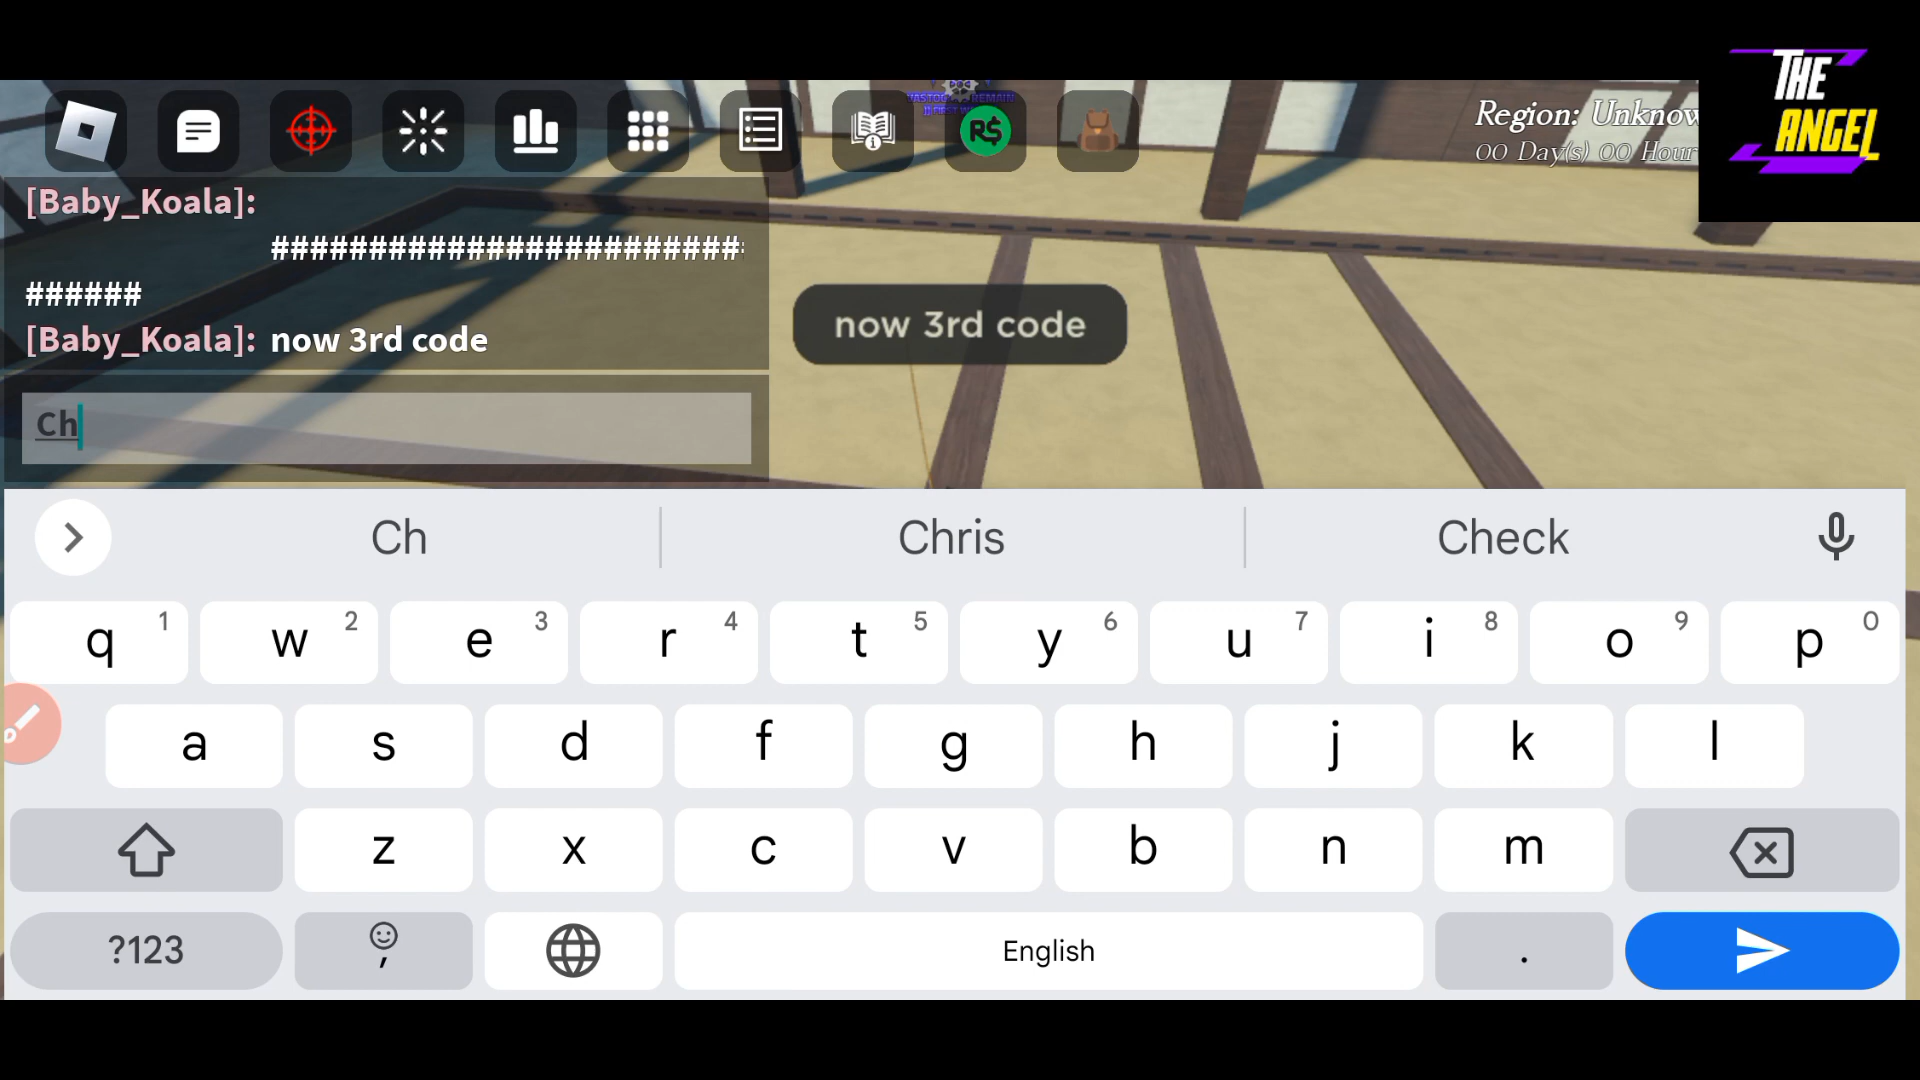 THE
ANGEL
Region: Unknow
00 Day(s) 00 Hour
R$
[Baby_Koala]:
########################
######
[Baby_Koala]: now 3rd code
now 3rd code
Ch
Ch Chris Check
q 1 w 2 e 3 r 4 t 5 y 6 u 7 i 8 o 9 p 0
a s d f g h j k l
z x c v b n m
?123 , English .